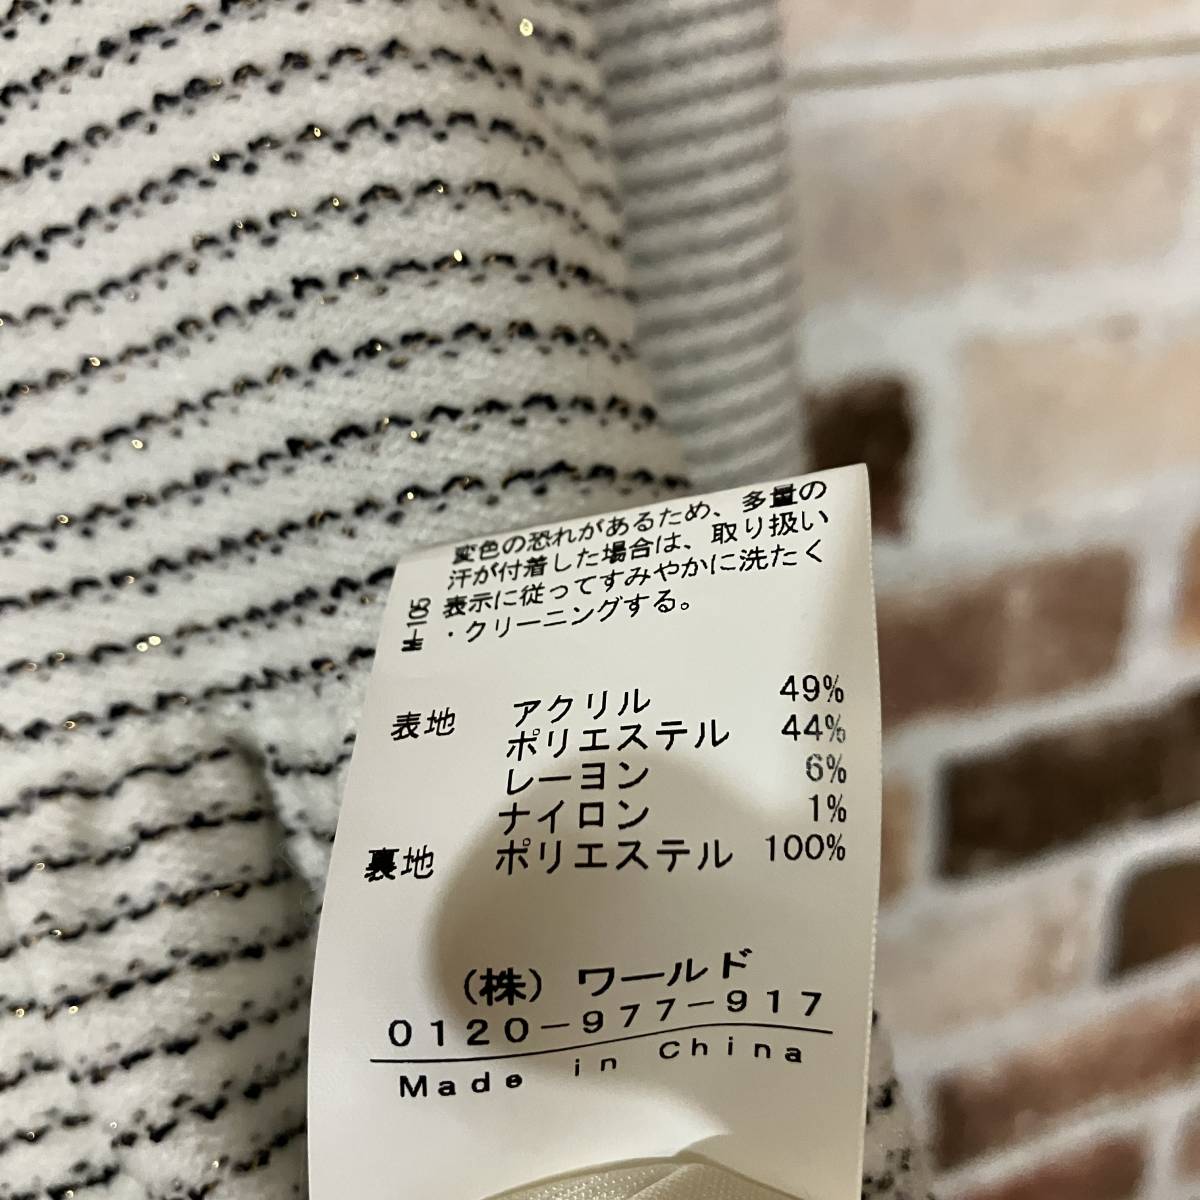 変色の恐れがあるため、多量の
汗が付着した場合は、取り扱い
表示に従ってすみやかに洗たく
・クリーニングする。
表地 アクリル 49%
ポリエステル 44%
レーヨン 6%
ナイロン 1%
裏地 ポリエステル 100%
(株) ワールド
0120-977-917
Made in China